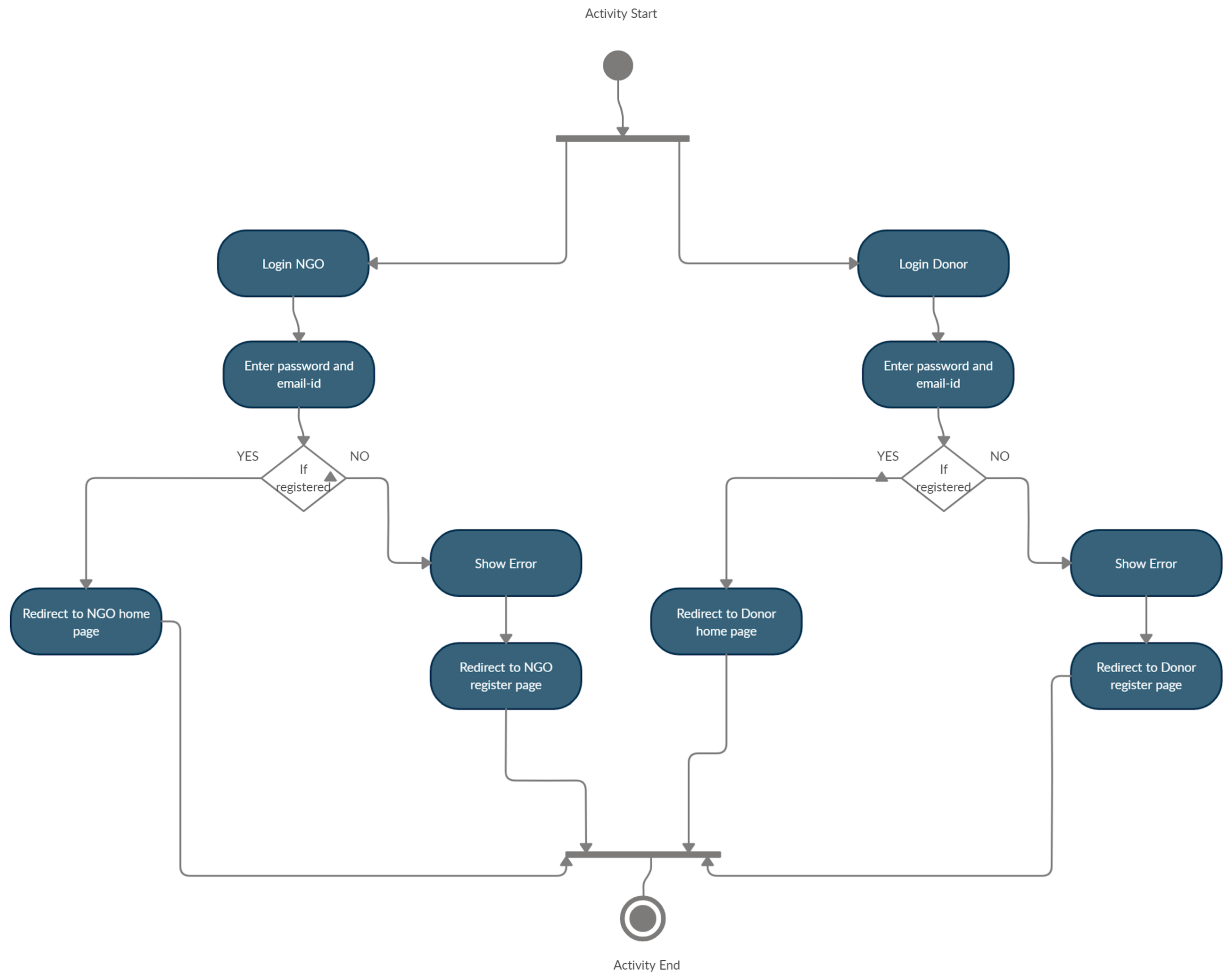 Activity Start
Login NGO
Login Donor
Enter password and
email-id
Enter password and
email-id
YES
NO
If
registered
YES
NO
If
registered
Show Error
Show Error
Redirect to NGO home
page
Redirect to Donor
home page
Redirect to NGO
register page
Redirect to Donor
register page
Activity End